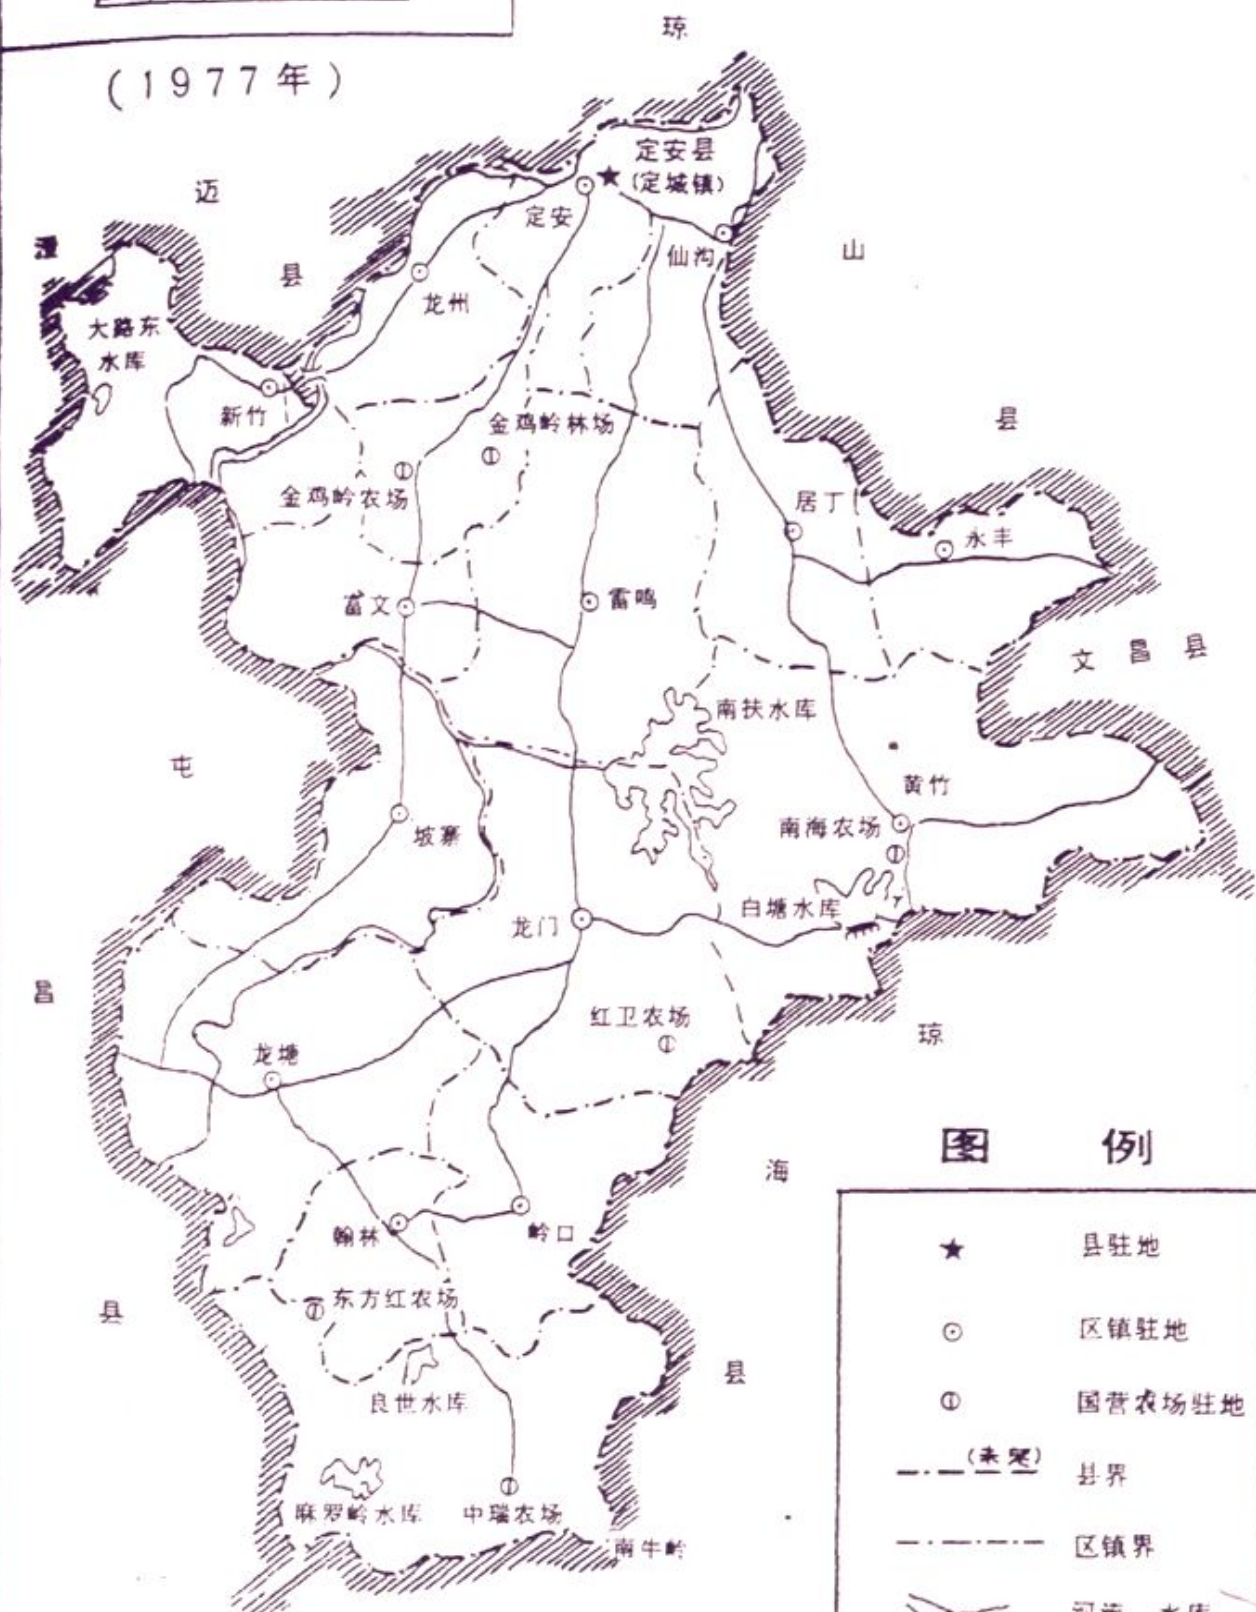 琼
(1977年)
定安县
(定城镇)
迈
定安
澄
山
仙沟
县
龙州
大路东
水库
新竹
县
金鸡岭林场
金鸡岭农场
居丁
永丰
富文
雷鸣
文昌县
南扶水库
屯
黄竹
南海农场
坡寨
白塘水库
龙门
昌
红卫农场
琼
龙塘
图例
海
翰林
岭口
县驻地
东方红农场
县
区镇驻地
县
良世水库
国营农场驻地
(未定)
县界
麻罗岭水库
中瑞农场
南牛岭
区镇界